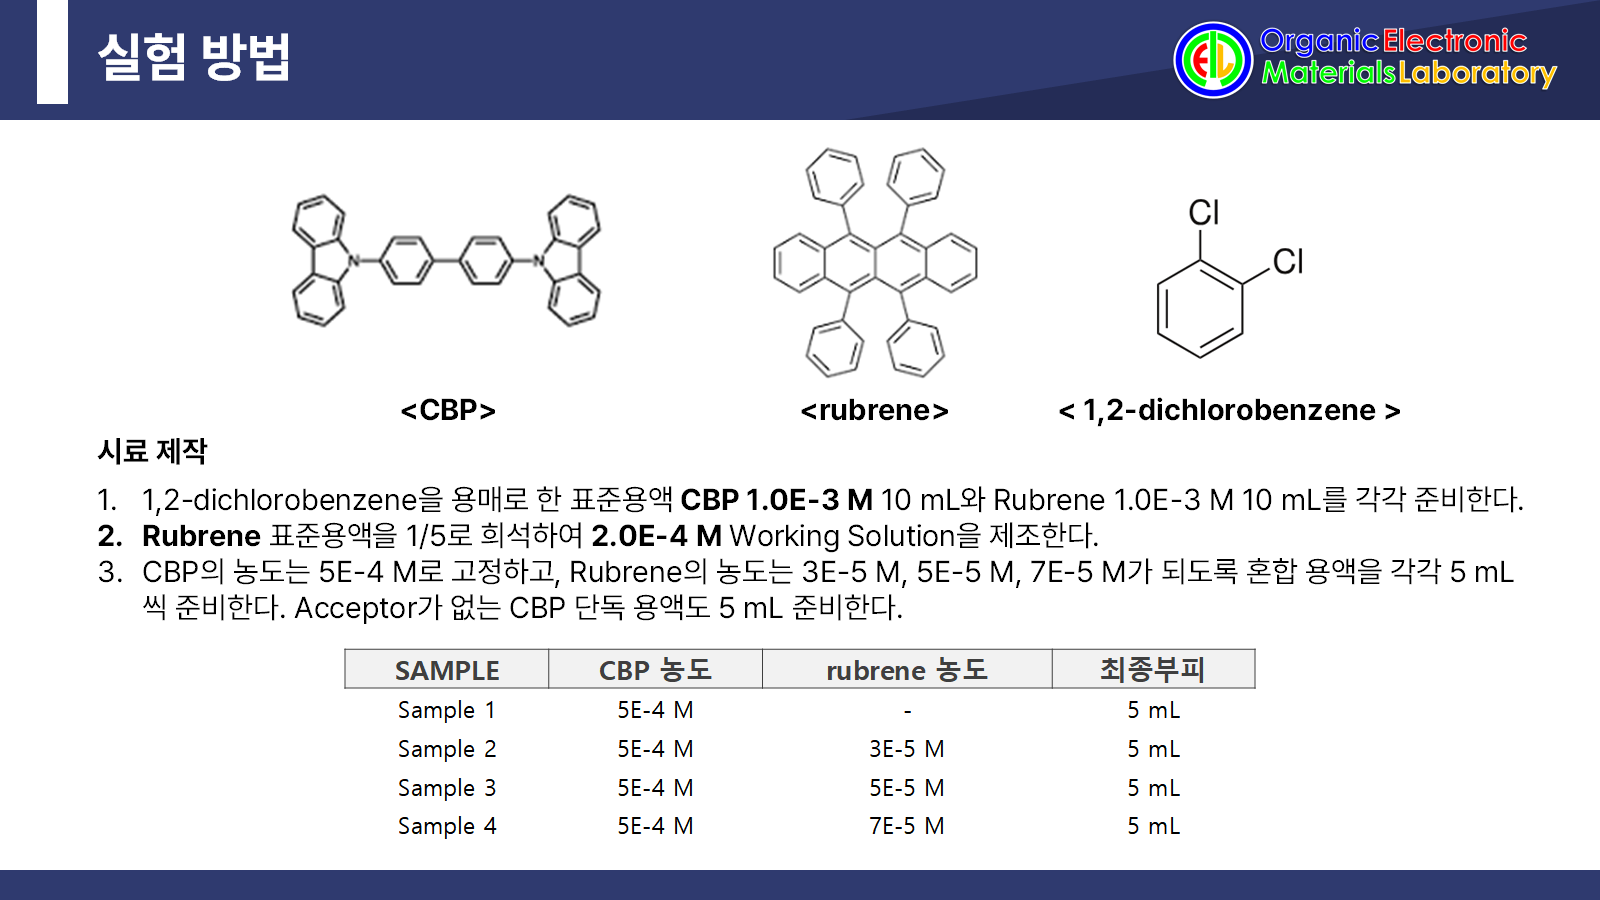 실험 방법
Organic Electronic
Materials Laboratory
N
N
Cl
Cl
<CBP>
<rubrene>
< 1,2-dichlorobenzene >
시료 제작
1. 1,2-dichlorobenzene을 용매로 한 표준용액 CBP 1.0E-3 M 10 mL와 Rubrene 1.0E-3 M 10 mL를 각각 준비한다.
2. Rubrene 표준용액을 1/5로 희석하여 2.0E-4 M Working Solution을 제조한다.
3. CBP의 농도는 5E-4 M로 고정하고, Rubrene의 농도는 3E-5 M, 5E-5 M, 7E-5 M가 되도록 혼합 용액을 각각 5 mL
씩 준비한다. Acceptor가 없는 CBP 단독 용액도 5 mL 준비한다.
SAMPLE CBP 농도 rubrene 농도 최종부피
Sample 1 5E-4 M - 5 mL
Sample 2 5E-4 M 3E-5 M 5 mL
Sample 3 5E-4 M 5E-5 M 5 mL
Sample 4 5E-4 M 7E-5 M 5 mL